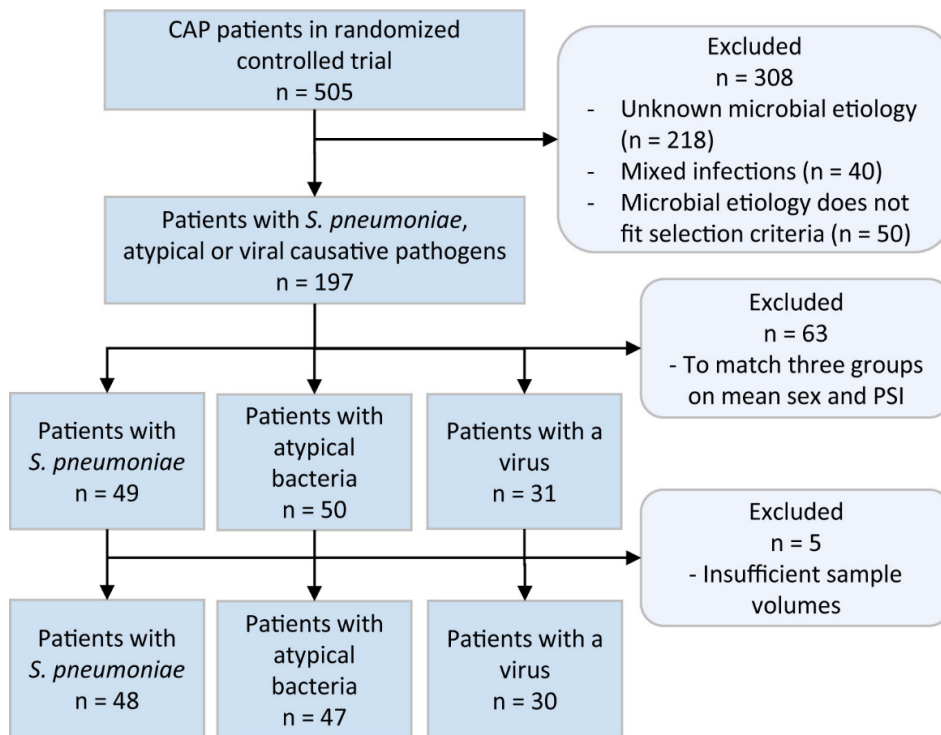 CAP patients in randomized
controlled trial
n = 505
Excluded
n = 308
- Unknown microbial etiology
(n = 218)
- Mixed infections (n = 40)
- Microbial etiology does not
fit selection criteria (n = 50)
Patients with S. pneumoniae,
atypical or viral causative pathogens
n = 197
Excluded
n = 63
- To match three groups
on mean sex and PSI
Patients with
S. pneumoniae
n = 49
Patients with
atypical
bacteria
n = 50
Patients with a
virus
n = 31
Excluded
n = 5
- Insufficient sample
volumes
Patients with
S. pneumoniae
n = 48
Patients with
atypical
bacteria
n = 47
Patients with a
virus
n = 30